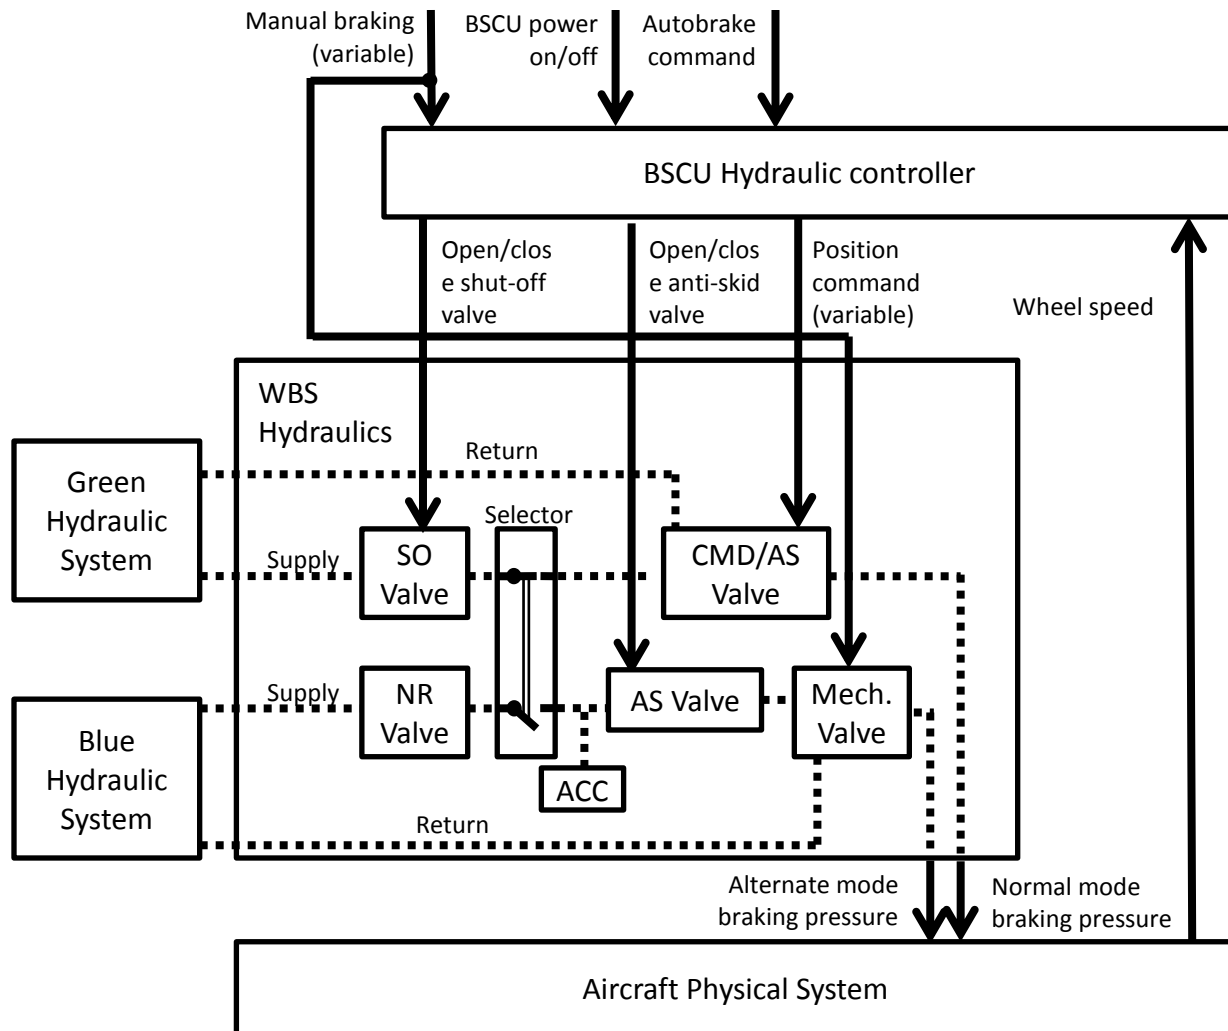 Manual braking
(variable)
BSCU power
on/off
Autobrake
command
BSCU Hydraulic controller
Open/clos
e shut-off
valve
Open/clos
e anti-skid
valve
Position
command
(variable)
Wheel speed
WBS
Hydraulics
Green
Hydraulic
System
Return
Supply
SO
Valve
Selector
CMD/AS
Valve
Blue
Hydraulic
System
Supply
NR
Valve
AS Valve
Mech.
Valve
ACC
Return
Alternate mode
braking pressure
Normal mode
braking pressure
Aircraft Physical System